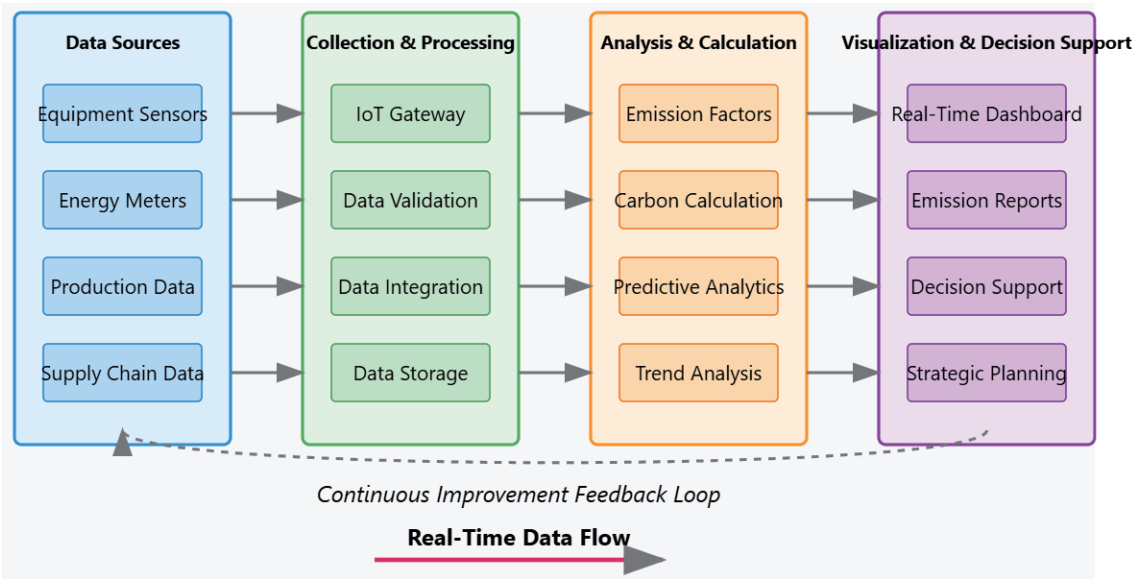 Data Sources
Equipment Sensors
Energy Meters
Production Data
Supply Chain Data
Collection & Processing
IoT Gateway
Data Validation
Data Integration
Data Storage
Analysis & Calculation
Emission Factors
Carbon Calculation
Predictive Analytics
Trend Analysis
Visualization & Decision Support
Real-Time Dashboard
Emission Reports
Decision Support
Strategic Planning
Continuous Improvement Feedback Loop
Real-Time Data Flow